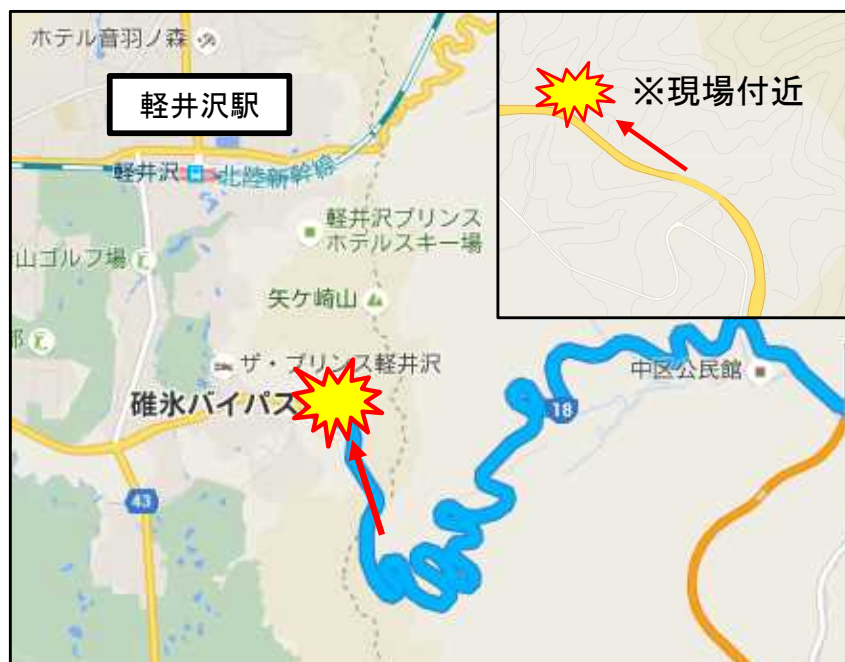 ホテル音羽ノ森
軽井沢駅
※現場付近
軽井沢
北陸新幹線
軽井沢プリンス
ホテルスキー場
山ゴルフ場
矢ケ崎山
部
ザ・プリンス軽井沢
中区公民館
碓氷バイパス
18
43